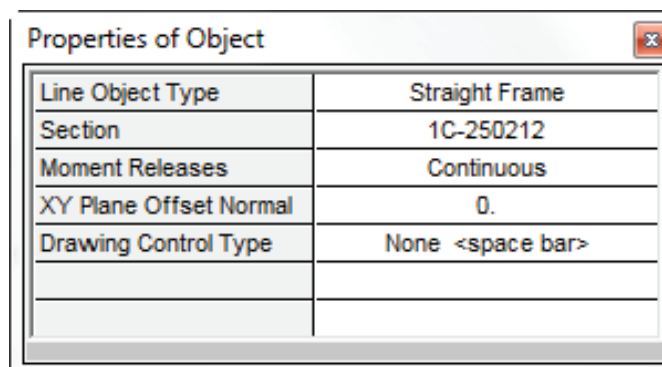 Properties of Object
Line Object Type Straight Frame
Section 1C-250212
Moment Releases Continuous
XY Plane Offset Normal 0.
Drawing Control Type None <space bar>